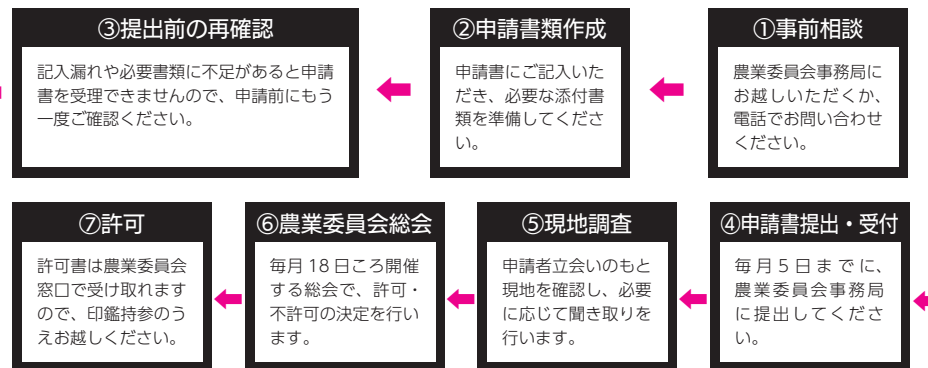 ①事前相談
農業委員会事務局に
お越しいただくか、
電話でお問い合わせ
ください。
②申請書類作成
申請書にご記入いた
だき、必要な添付書
類を準備してくださ
い。
③提出前の再確認
記入漏れや必要書類に不足があると申請
書を受理できませんので、申請前にもう
一度ご確認ください。
④申請書提出・受付
毎月5日までに、
農業委員会事務局
に提出してくださ
い。
⑤現地調査
申請者立会いのもと
現地を確認し、必要
に応じて聞き取りを
行います。
⑥農業委員会総会
毎月18日ころ開催
する総会で、許可・
不許可の決定を行い
ます。
⑦許可
許可書は農業委員会
窓口で受け取れます
ので、印鑑持参のう
えお越しください。